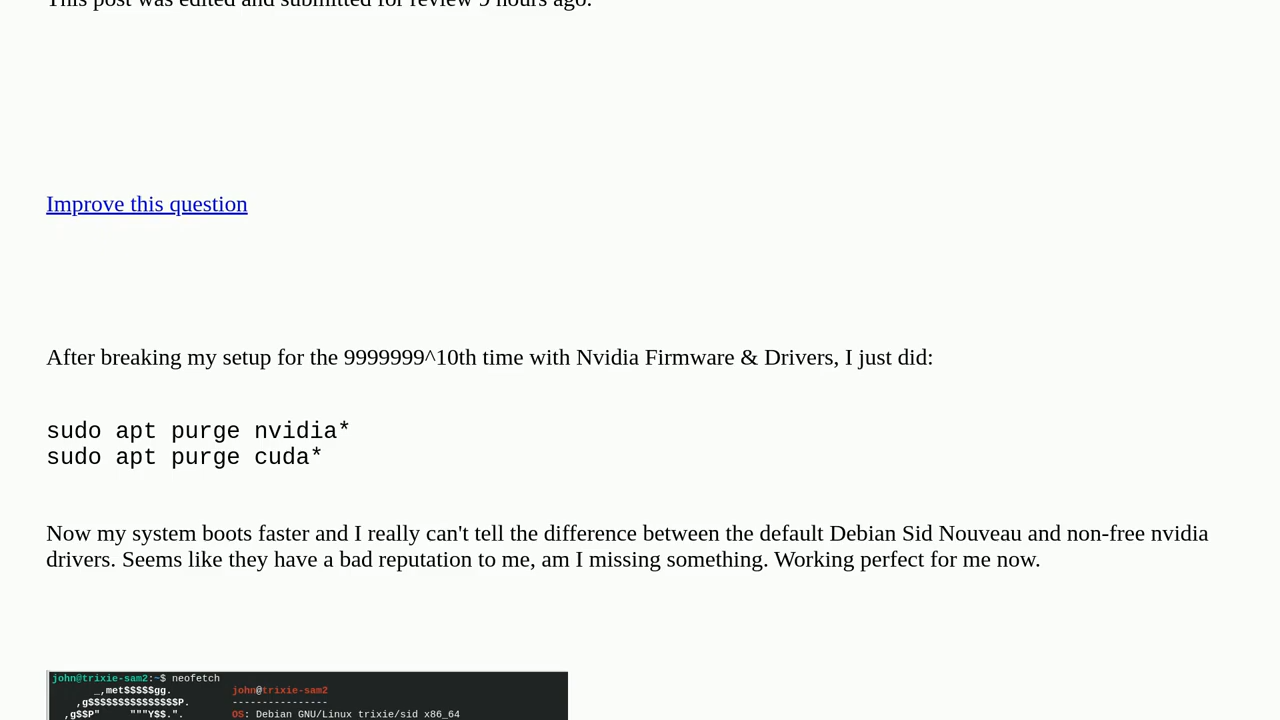 This post was edited and submitted for review 9 hours ago.
Improve this question
After breaking my setup for the 9999999^10th time with Nvidia Firmware & Drivers, I just did:
sudo apt purge nvidia*
sudo apt purge cuda*
Now my system boots faster and I really can't tell the difference between the default Debian Sid Nouveau and non-free nvidia
drivers. Seems like they have a bad reputation to me, am I missing something. Working perfect for me now.
john@trixie-sam2:~$ neofetch
_,met$$$$$gg. john@trixie-sam2
,g$$$$$$$$$$$$$$$P. ----------------
,g$$P"     """Y$$.". OS: Debian GNU/Linux trixie/sid x86_64